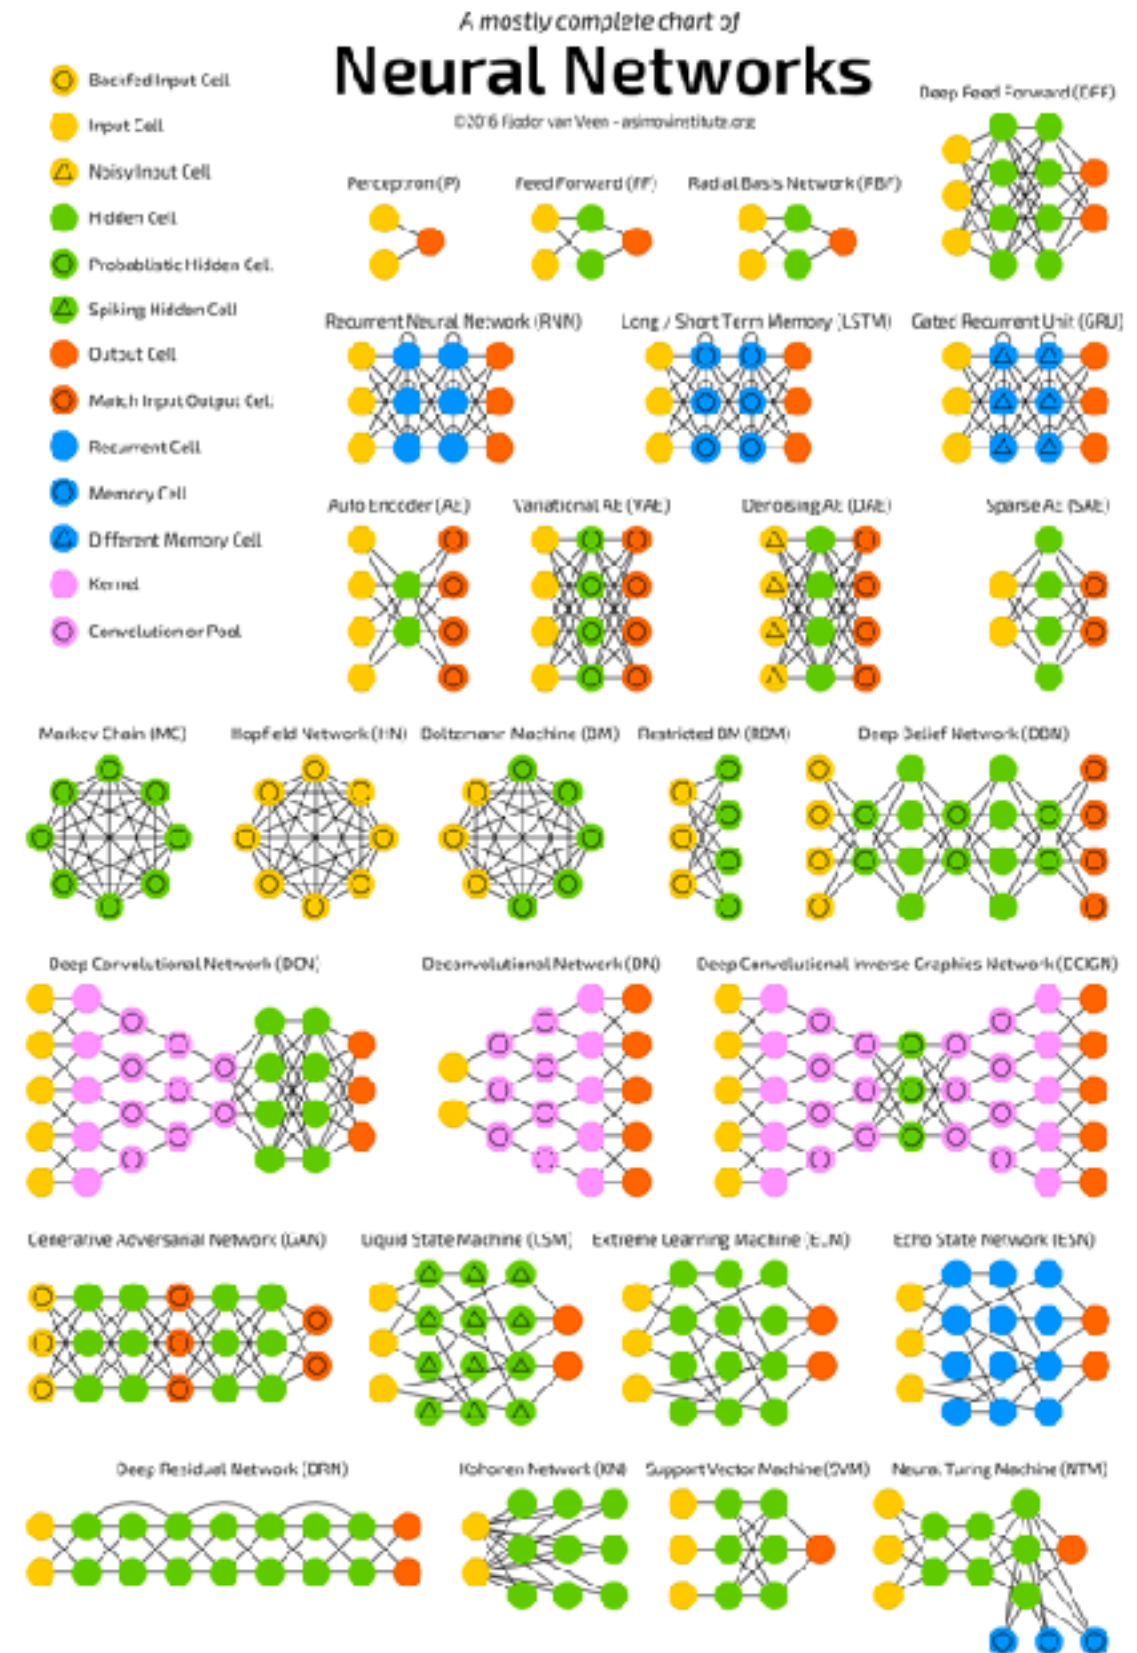 A mostly complete chart of
Neural Networks
©2016 Fjodor van Veen - asimovinstitute.org
Backfed Input Cell
Input Cell
Noisy Input Cell
Hidden Cell
Probablistic Hidden Cell
Spiking Hidden Cell
Output Cell
Match Input Output Cell
Recurrent Cell
Memory Cell
Different Memory Cell
Kernel
Convolution or Pool
Deep Feed Forward (DFF)
Perceptron (P)
Feed Forward (FF)
Radial Basis Network (RBF)
Recurrent Neural Network (RNN)
Long / Short Term Memory (LSTM)
Gated Recurrent Unit (GRU)
Auto Encoder (AE)
Variational AE (VAE)
Denoising AE (DAE)
Sparse AE (SAE)
Markov Chain (MC)
Hopfield Network (HN)
Boltzmann Machine (BM)
Restricted BM (RBM)
Deep Belief Network (DBN)
Deep Convolutional Network (DCN)
Deconvolutional Network (DN)
Deep Convolutional Inverse Graphics Network (DCIGN)
Generative Adversarial Network (GAN)
Liquid State Machine (LSM)
Extreme Learning Machine (ELM)
Echo State Network (ESN)
Deep Residual Network (DRN)
Kohonen Network (KN)
Support Vector Machine (SVM)
Neural Turing Machine (NTM)